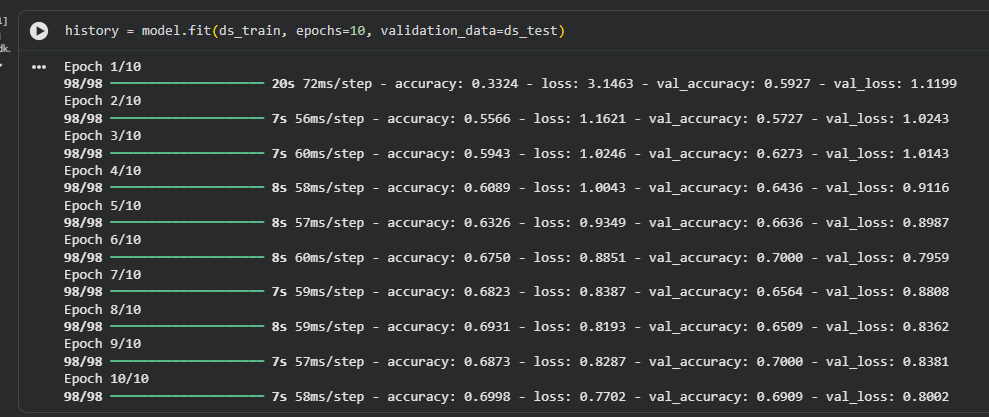 1]
dk.
history = model.fit(ds_train, epochs=10, validation_data=ds_test)
Epoch 1/10
98/98 ━━━━━━━━━━━━━━━━━━━━ 20s 72ms/step - accuracy: 0.3324 - loss: 3.1463 - val_accuracy: 0.5927 - val_loss: 1.1199
Epoch 2/10
98/98 ━━━━━━━━━━━━━━━━━━━━ 7s 56ms/step - accuracy: 0.5566 - loss: 1.1621 - val_accuracy: 0.5727 - val_loss: 1.0243
Epoch 3/10
98/98 ━━━━━━━━━━━━━━━━━━━━ 7s 60ms/step - accuracy: 0.5943 - loss: 1.0246 - val_accuracy: 0.6273 - val_loss: 1.0143
Epoch 4/10
98/98 ━━━━━━━━━━━━━━━━━━━━ 8s 58ms/step - accuracy: 0.6089 - loss: 1.0043 - val_accuracy: 0.6436 - val_loss: 0.9116
Epoch 5/10
98/98 ━━━━━━━━━━━━━━━━━━━━ 8s 57ms/step - accuracy: 0.6326 - loss: 0.9349 - val_accuracy: 0.6636 - val_loss: 0.8987
Epoch 6/10
98/98 ━━━━━━━━━━━━━━━━━━━━ 8s 60ms/step - accuracy: 0.6750 - loss: 0.8851 - val_accuracy: 0.7000 - val_loss: 0.7959
Epoch 7/10
98/98 ━━━━━━━━━━━━━━━━━━━━ 7s 59ms/step - accuracy: 0.6823 - loss: 0.8387 - val_accuracy: 0.6564 - val_loss: 0.8808
Epoch 8/10
98/98 ━━━━━━━━━━━━━━━━━━━━ 8s 59ms/step - accuracy: 0.6931 - loss: 0.8193 - val_accuracy: 0.6509 - val_loss: 0.8362
Epoch 9/10
98/98 ━━━━━━━━━━━━━━━━━━━━ 7s 57ms/step - accuracy: 0.6873 - loss: 0.8287 - val_accuracy: 0.7000 - val_loss: 0.8381
Epoch 10/10
98/98 ━━━━━━━━━━━━━━━━━━━━ 7s 58ms/step - accuracy: 0.6998 - loss: 0.7702 - val_accuracy: 0.6909 - val_loss: 0.8002